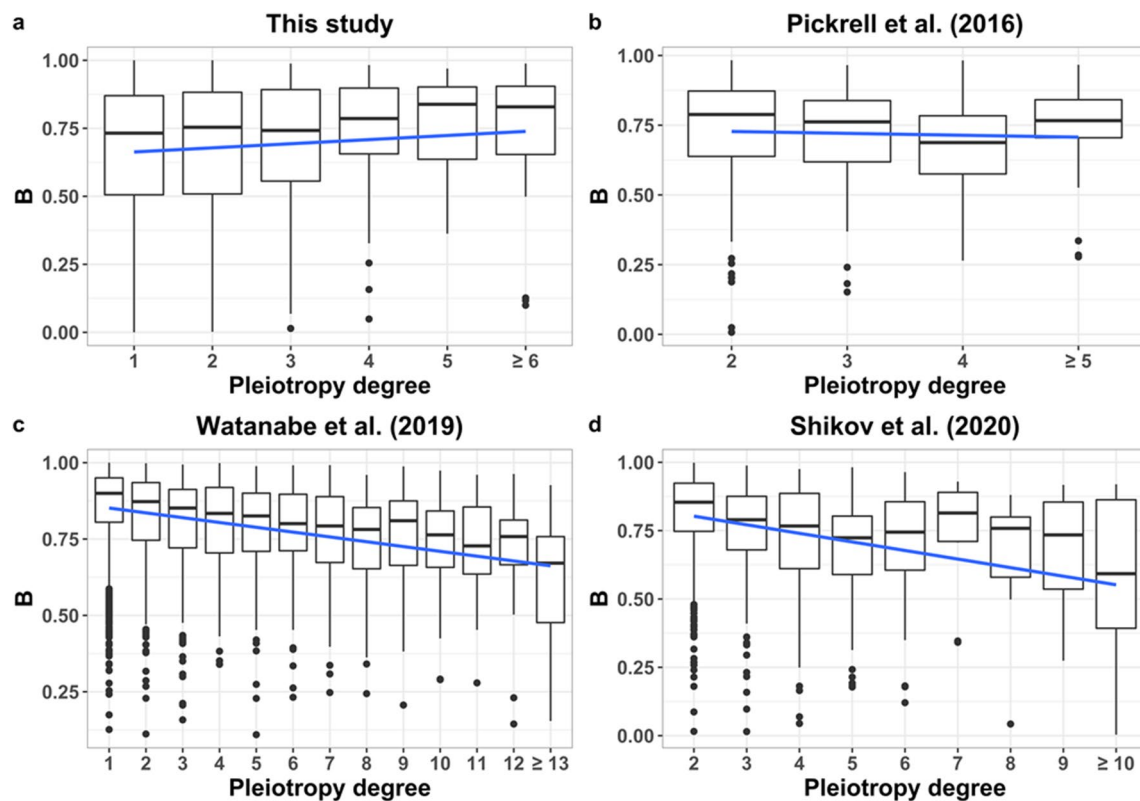 a This study
1.00
0.75
0.50
0.25
0.00
B
1 2 3 4 5 ≥ 6
Pleiotropy degree
b Pickrell et al. (2016)
1.00
0.75
0.50
0.25
0.00
B
2 3 4 ≥ 5
Pleiotropy degree
c Watanabe et al. (2019)
1.00
0.75
0.50
0.25
B
1 2 3 4 5 6 7 8 9 10 11 12 ≥ 13
Pleiotropy degree
d Shikov et al. (2020)
1.00
0.75
0.50
0.25
0.00
B
2 3 4 5 6 7 8 9 ≥ 10
Pleiotropy degree